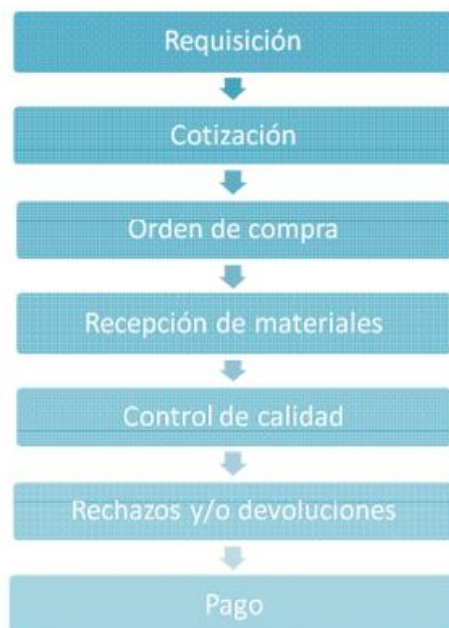 Requisición
Cotización
Orden de compra
Recepción de materiales
Control de calidad
Rechazos y/o devoluciones
Pago